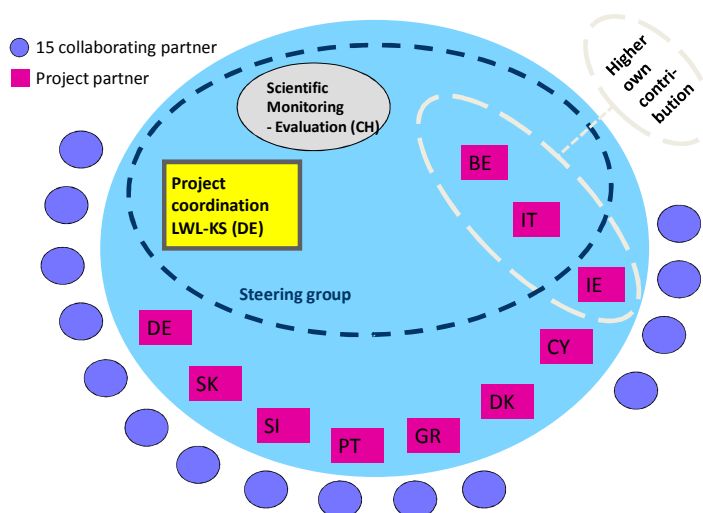 15 collaborating partner
Project partner
Higher
own
contri-
bution
Scientific
Monitoring
- Evaluation (CH)
BE
Project
coordination
LWL-KS (DE)
IT
IE
Steering group
DE
CY
SK
DK
SI
GR
PT